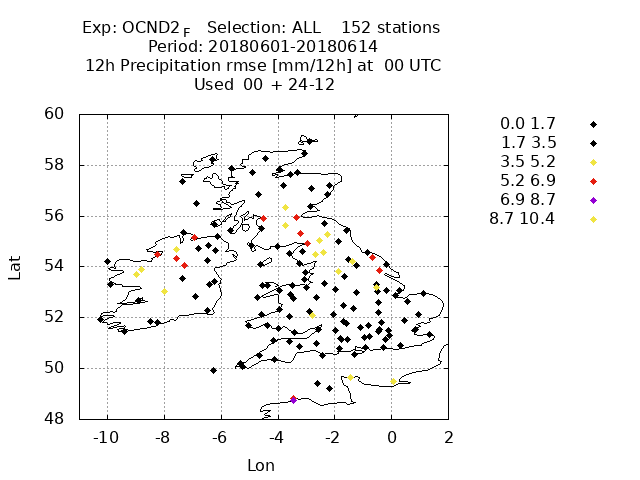 Exp: OCND2F Selection: ALL 152 stations
Period: 20180601-20180614
12h Precipitation rmse [mm/12h] at 00 UTC
Used 00 + 24-12
60
58
56
54
52
50
48
Lat
-10 -8 -6 -4 -2 0 2
Lon
0.0 1.7
1.7 3.5
3.5 5.2
5.2 6.9
6.9 8.7
8.7 10.4